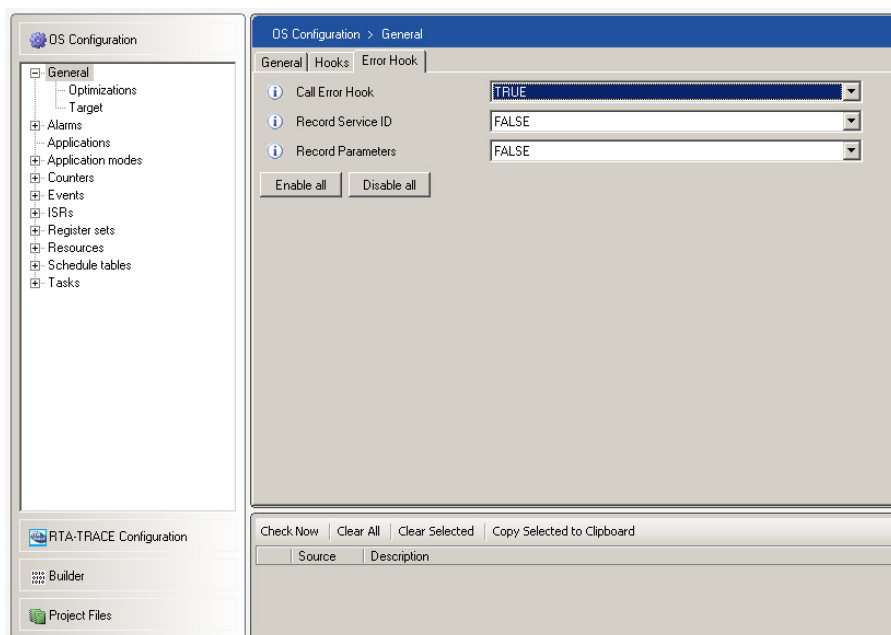 OS Configuration
General
Optimizations
Target
Alarms
Applications
Application modes
Counters
Events
ISRs
Register sets
Resources
Schedule tables
Tasks
RTA-TRACE Configuration
Builder
Project Files
OS Configuration > General
General Hooks Error Hook
Call Error Hook TRUE
Record Service ID FALSE
Record Parameters FALSE
Enable all Disable all
Check Now Clear All Clear Selected Copy Selected to Clipboard
Source Description